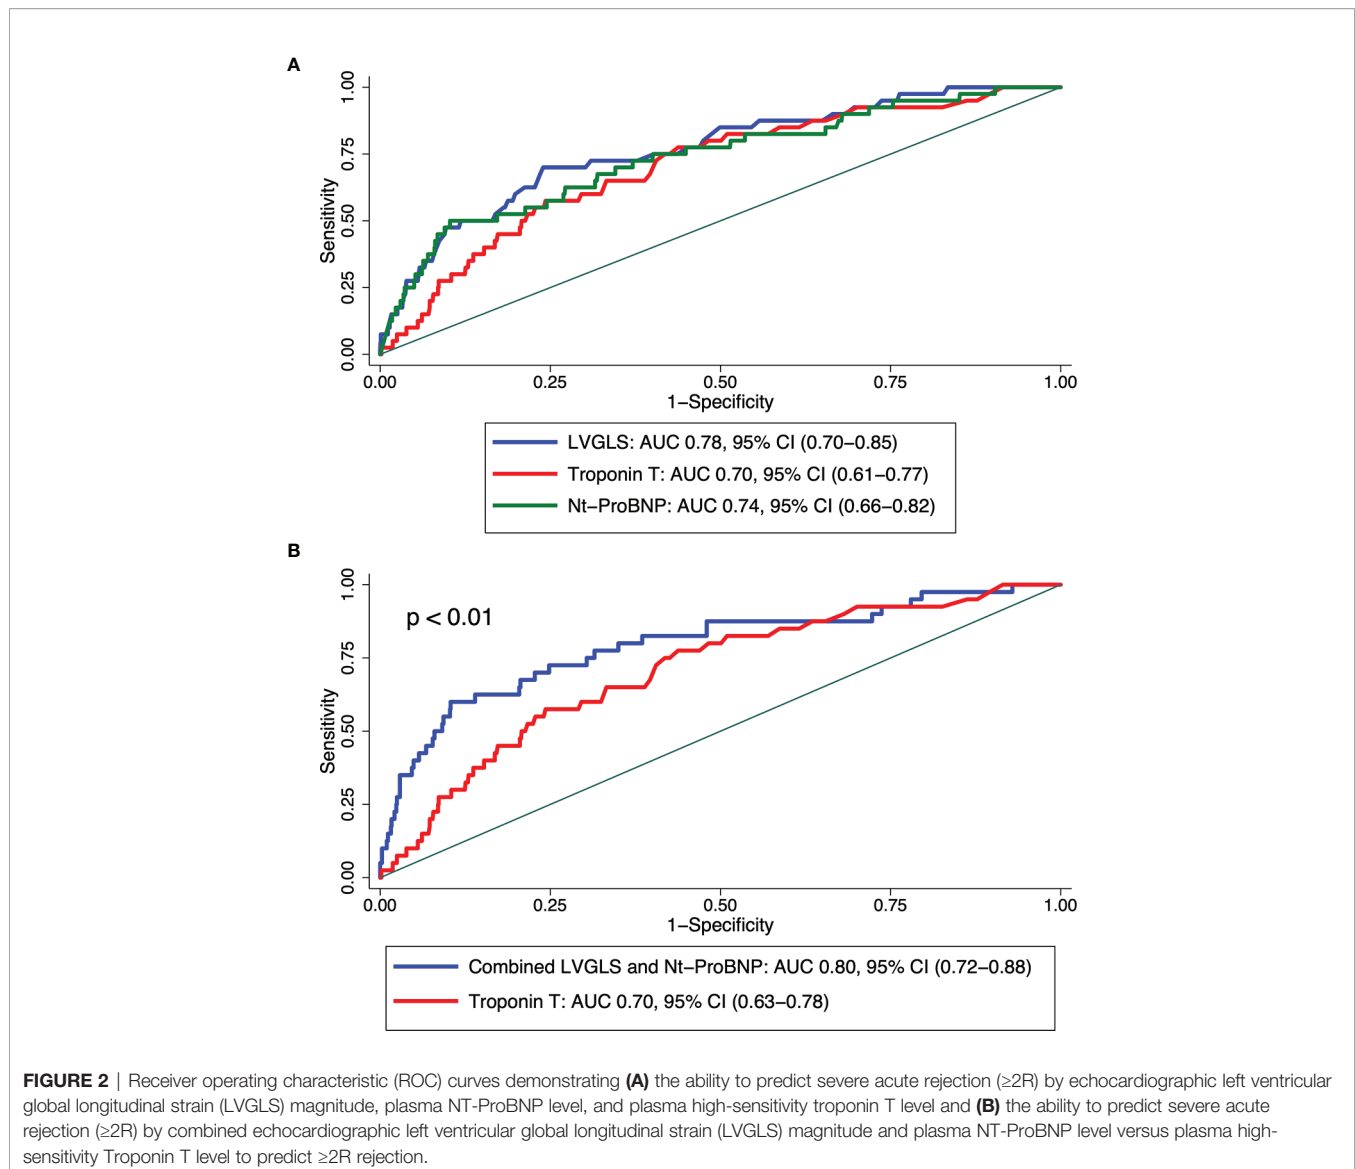 A
Sensitivity
1.00
0.75
0.50
0.25
0.00
0.00 0.25 0.50 0.75 1.00
1−Specificity
LVGLS: AUC 0.78, 95% CI (0.70−0.85)
Troponin T: AUC 0.70, 95% CI (0.61−0.77)
Nt−ProBNP: AUC 0.74, 95% CI (0.66−0.82)
B
p < 0.01
Sensitivity
1.00
0.75
0.50
0.25
0.00
0.00 0.25 0.50 0.75 1.00
1−Specificity
Combined LVGLS and Nt−ProBNP: AUC 0.80, 95% CI (0.72−0.88)
Troponin T: AUC 0.70, 95% CI (0.63−0.78)
FIGURE 2 | Receiver operating characteristic (ROC) curves demonstrating (A) the ability to predict severe acute rejection (≥2R) by echocardiographic left ventricular
global longitudinal strain (LVGLS) magnitude, plasma NT-ProBNP level, and plasma high-sensitivity troponin T level and (B) the ability to predict severe acute
rejection (≥2R) by combined echocardiographic left ventricular global longitudinal strain (LVGLS) magnitude and plasma NT-ProBNP level versus plasma high-
sensitivity Troponin T level to predict ≥2R rejection.